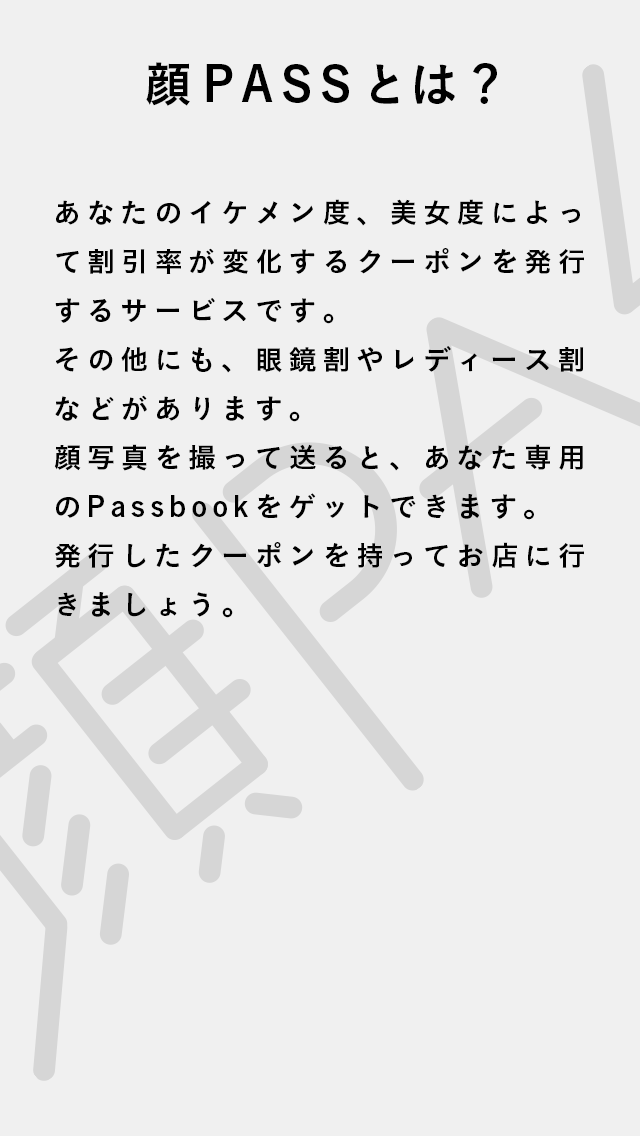 顔PASSとは？
あなたのイケメン度、美女度によっ
て割引率が変化するクーポンを発行
するサービスです。
その他にも、眼鏡割やレディース割
などがあります。
顔写真を撮って送ると、あなた専用
のPassbookをゲットできます。
発行したクーポンを持ってお店に行
きましょう。
顔PAS